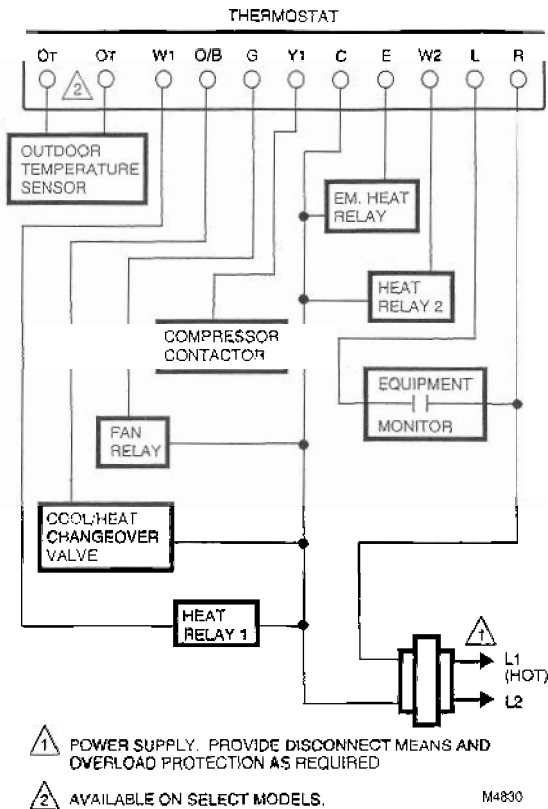 THERMOSTAT
OT OT W1 O/B G Y1 C E W2 L R
2
OUTDOOR
TEMPERATURE
SENSOR
EM. HEAT
RELAY
HEAT
RELAY 2
COMPRESSOR
CONTACTOR
EQUIPMENT
MONITOR
FAN
RELAY
COOL/HEAT
CHANGEOVER
VALVE
HEAT
RELAY 1
1
L1
(HOT)
L2
1 POWER SUPPLY. PROVIDE DISCONNECT MEANS AND
OVERLOAD PROTECTION AS REQUIRED
2 AVAILABLE ON SELECT MODELS.
M4830